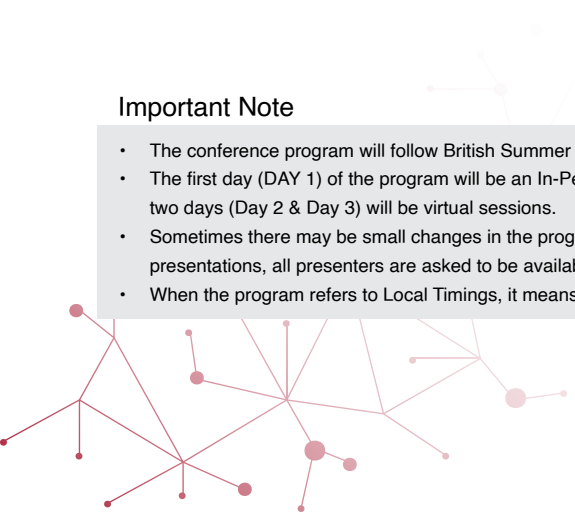 Important Note
• The conference program will follow British Summer
• The first day (DAY 1) of the program will be an In-Pe
two days (Day 2 & Day 3) will be virtual sessions.
• Sometimes there may be small changes in the prog
presentations, all presenters are asked to be availab
• When the program refers to Local Timings, it means